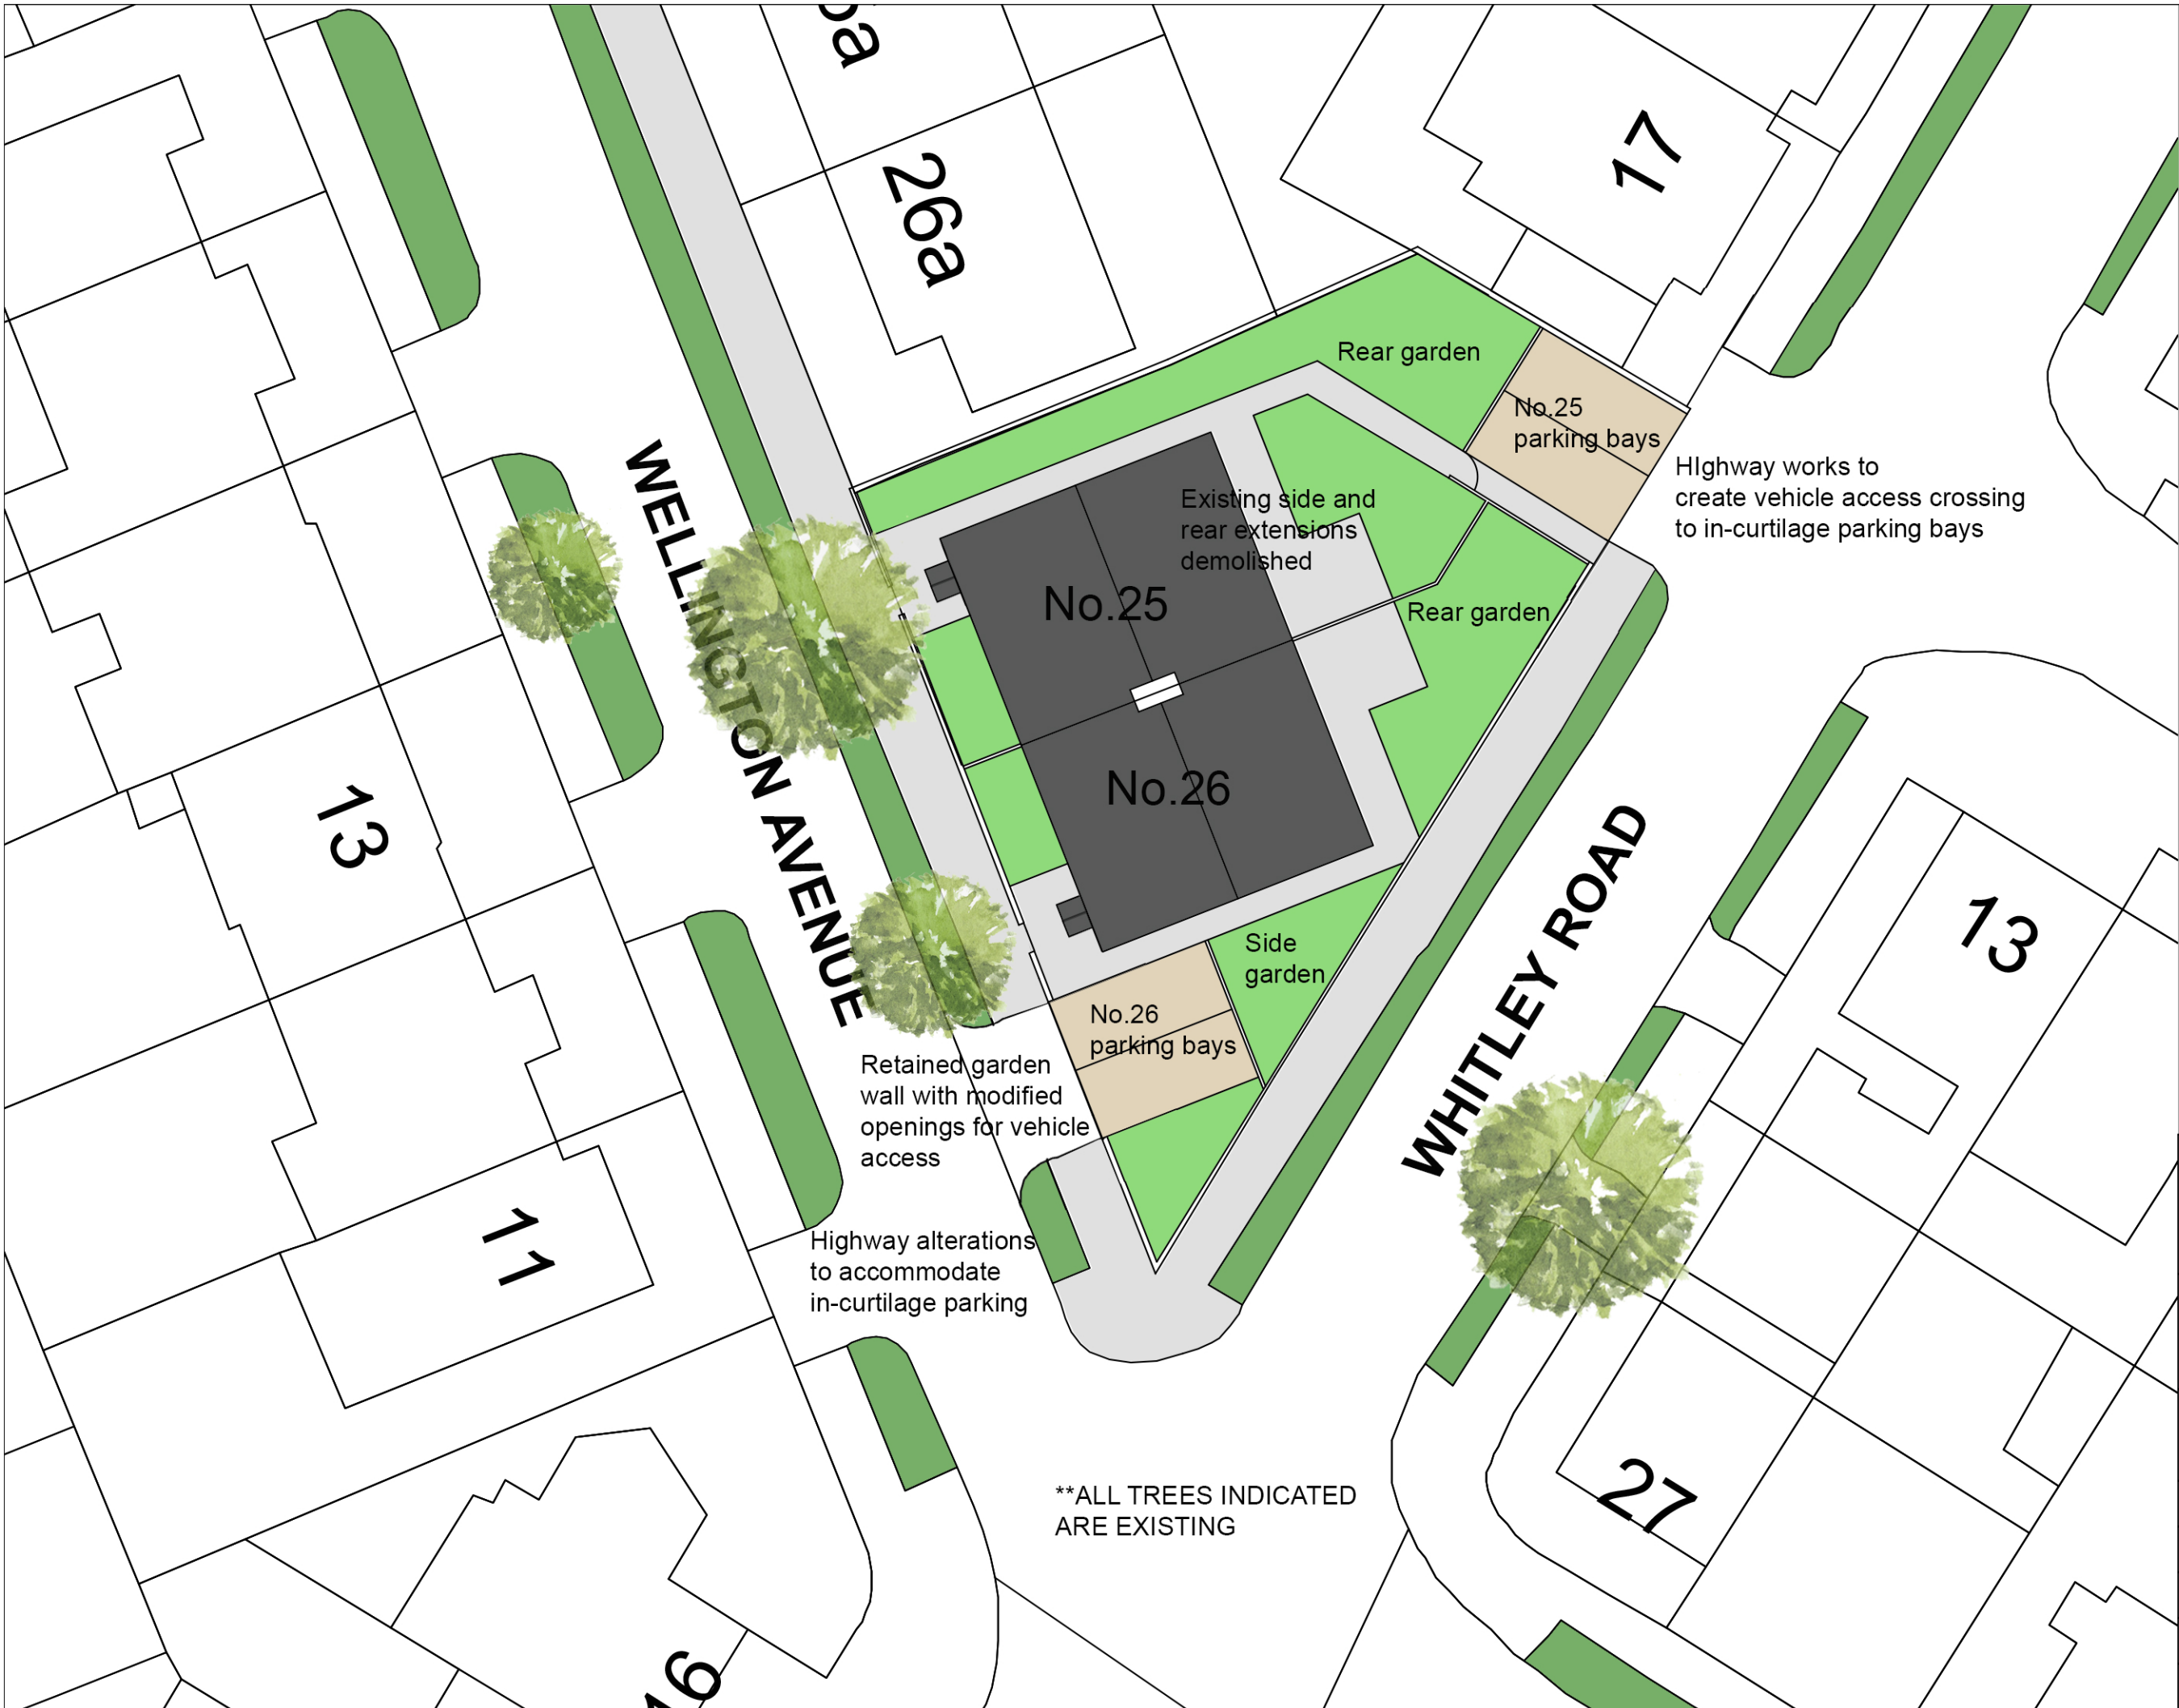 26a
17
Rear garden
No.25
parking bays
HIghway works to
create vehicle access crossing
to in-curtilage parking bays
Existing side and
rear extensions
demolished
No.25
Rear garden
WELLINGTON AVENUE
No.26
13
WHITLEY ROAD
13
Side
garden
No.26
parking bays
Retained garden
wall with modified
openings for vehicle
access
11
Highway alterations
to accommodate
in-curtilage parking
**ALL TREES INDICATED
ARE EXISTING
27